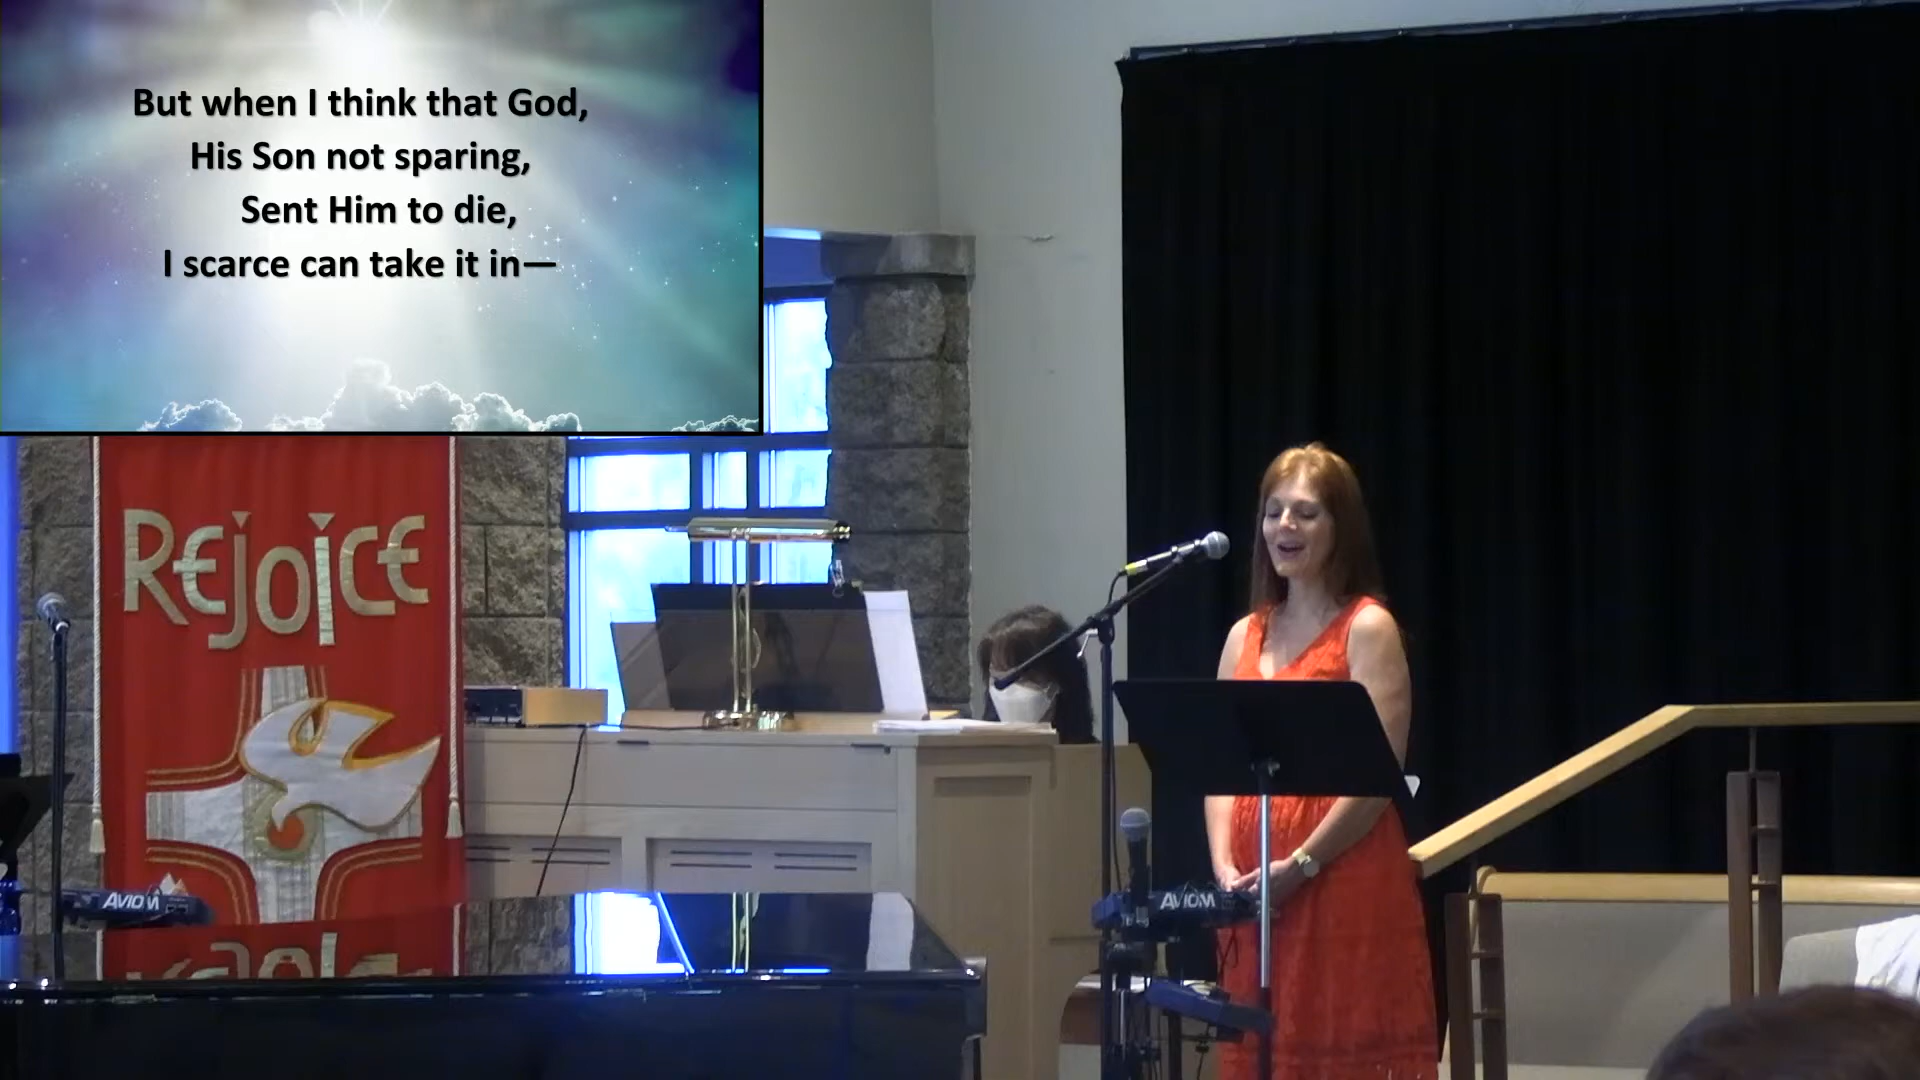 But when I think that God,
His Son not sparing,
Sent Him to die,
I scarce can take it in—
REJOICE
AVIOM
AVIOM